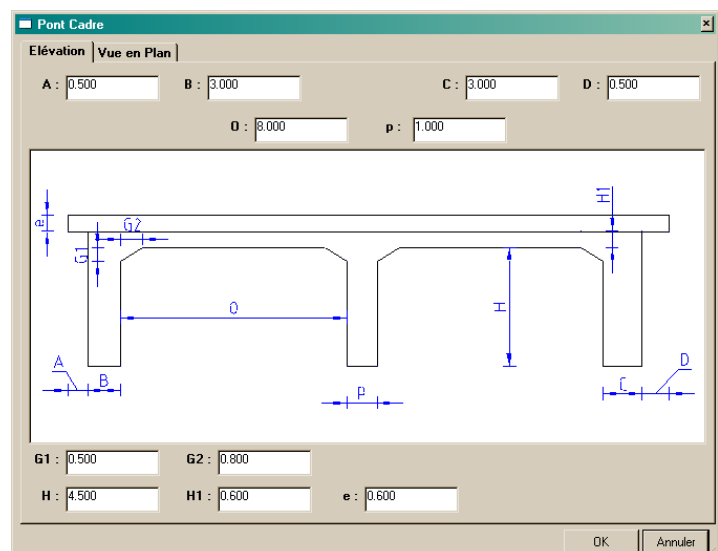 Pont Cadre
Elévation Vue en Plan
A : 0.500 B : 3.000 C : 3.000 D : 0.500
O : 8.000 p : 1.000
H1
e G2
G1
O H
A D
B C
P
G1 : 0.500 G2 : 0.800
H : 4.500 H1 : 0.600 e : 0.600
OK Annuler